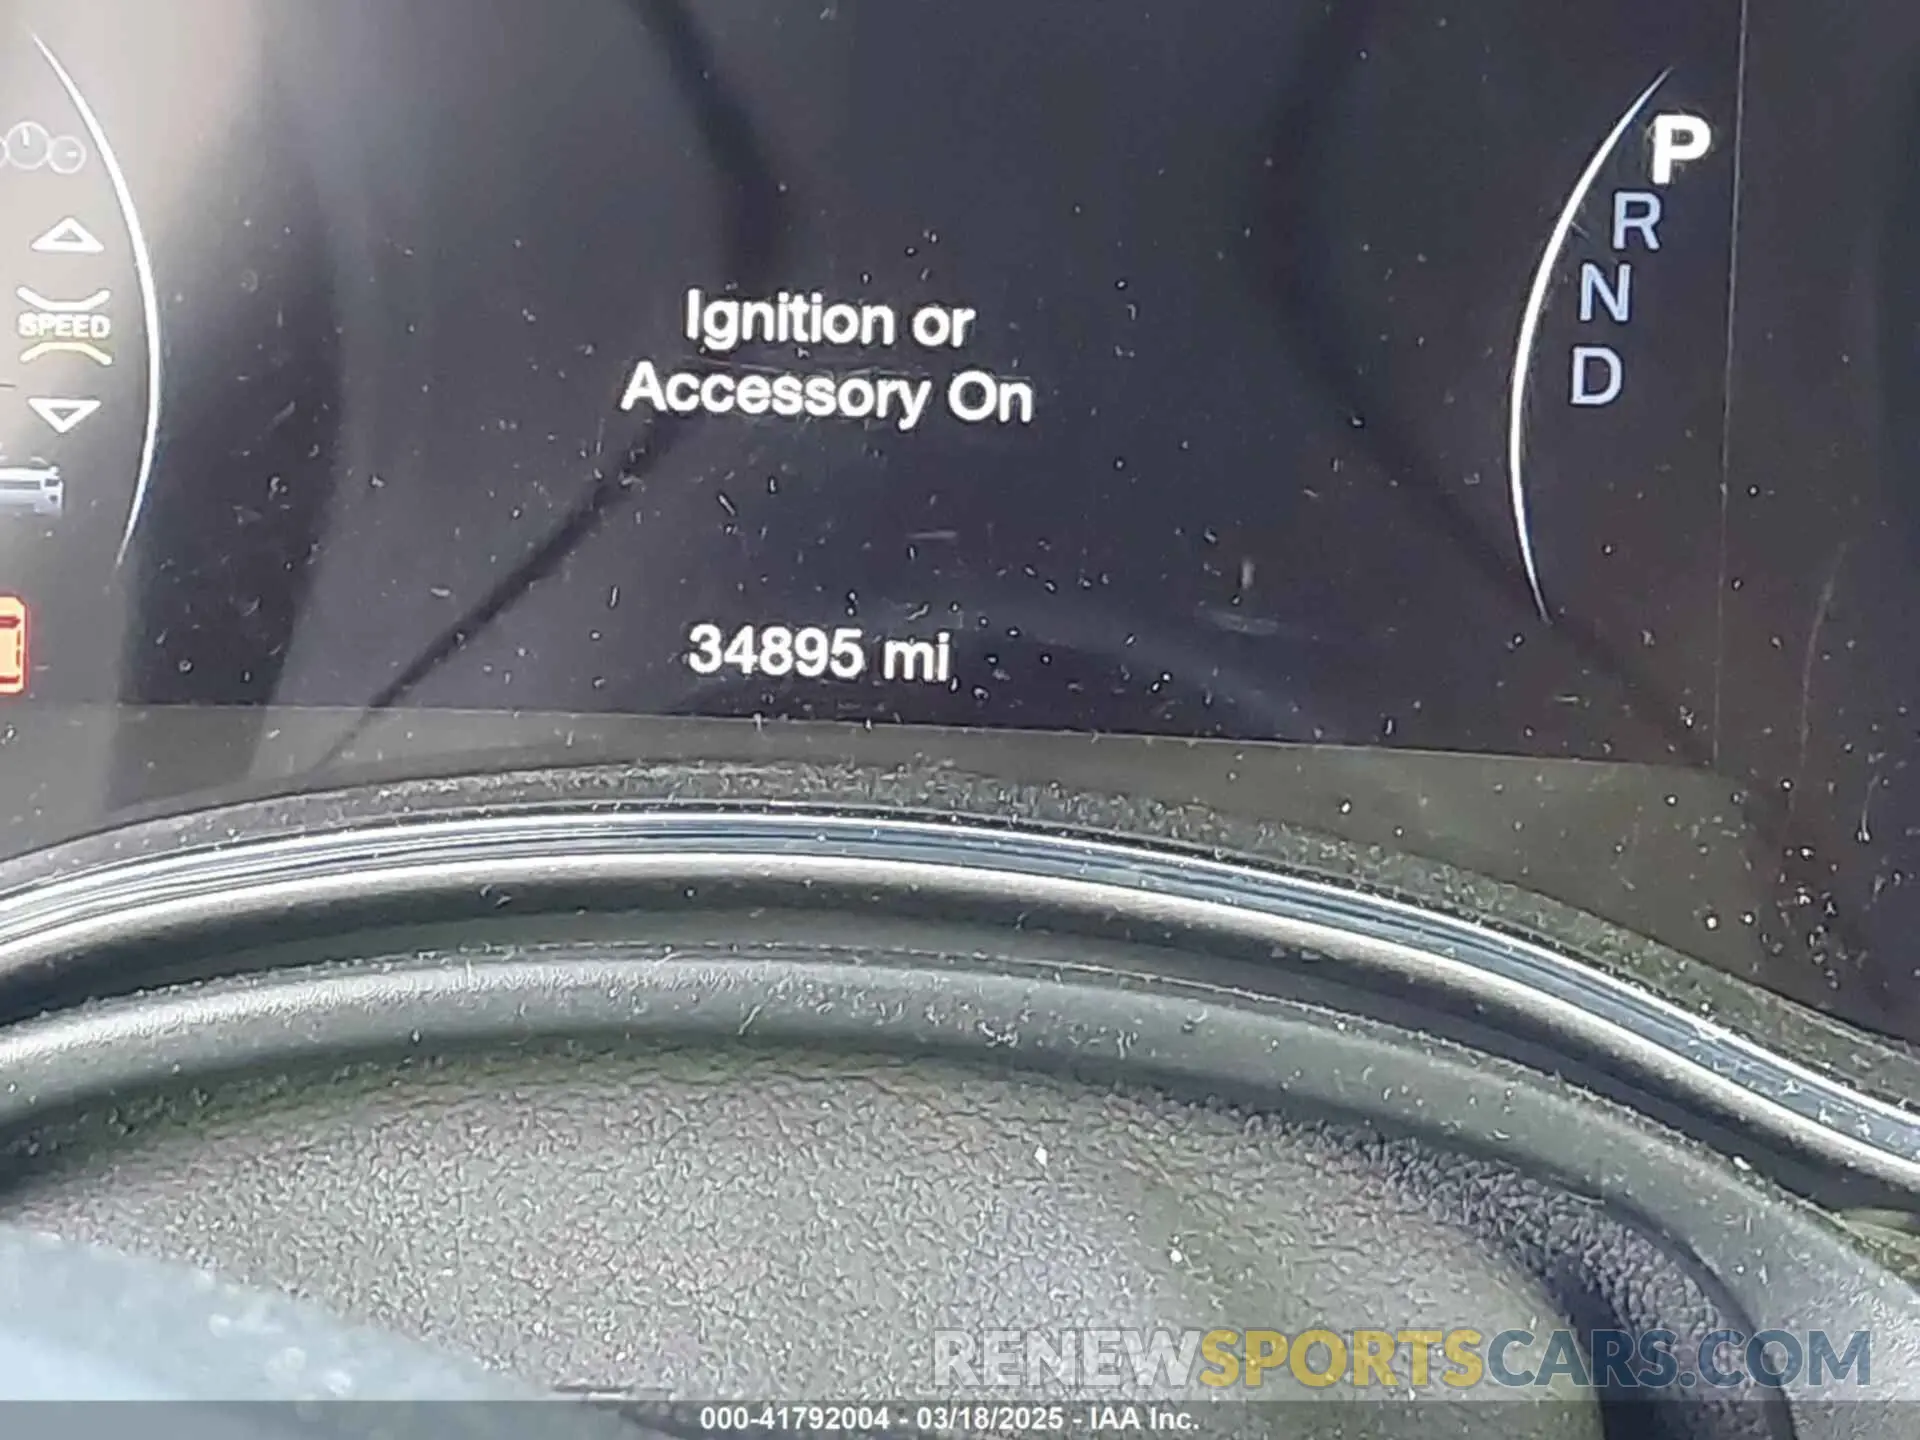 P
R
N
D
SPEED
Ignition or
Accessory On
34895 mi
RENEWSPORTSCARS.COM
000-41792004 - 03/18/2025 - IAA Inc.